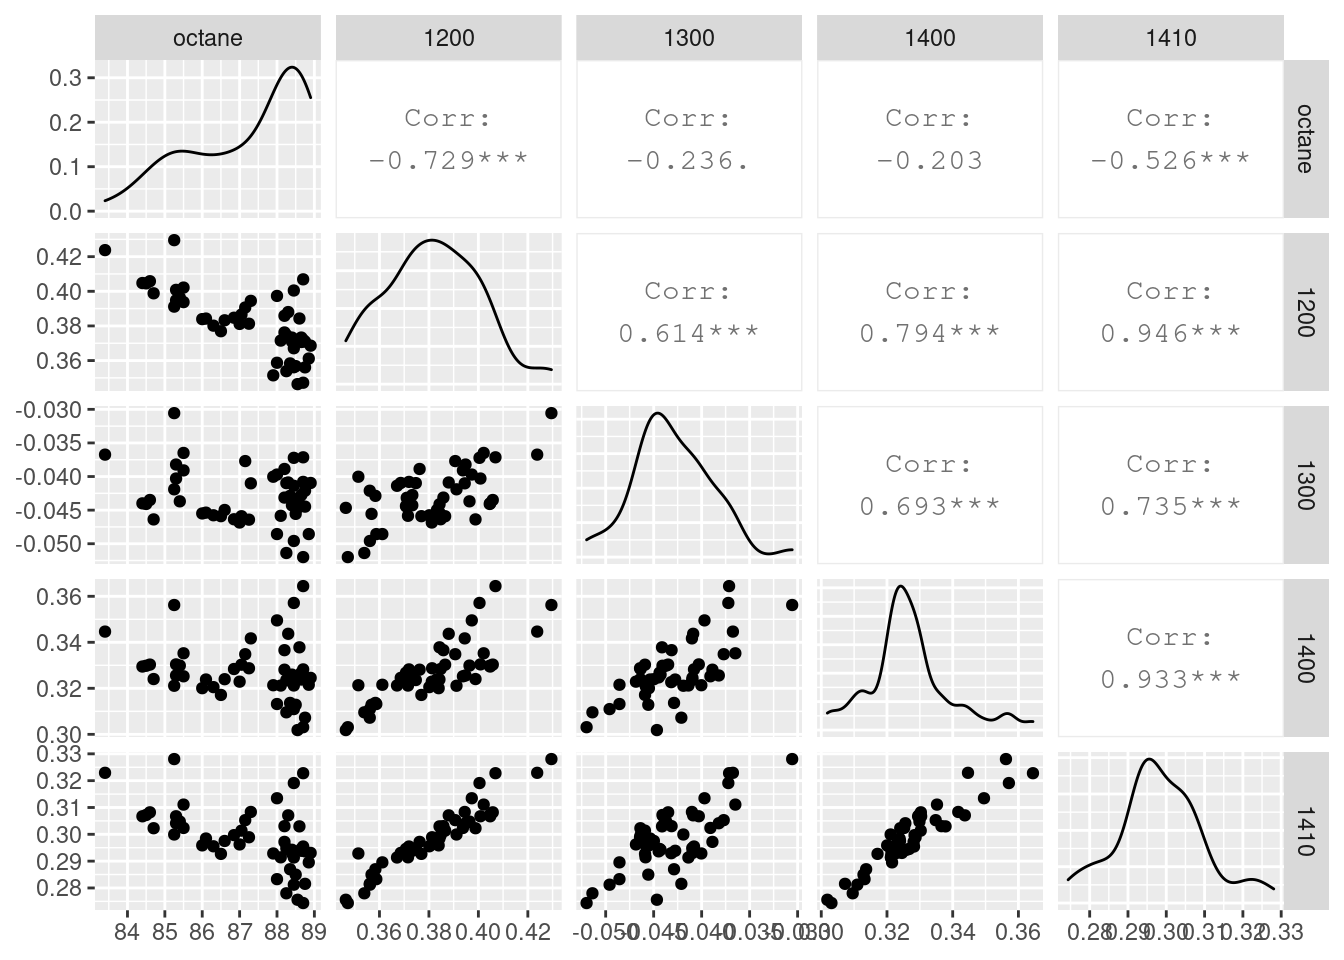 octane 1200 1300 1400 1410
0.3
0.2
0.1
0.0
Corr:
−0.729***
Corr:
−0.236.
Corr:
−0.203
Corr:
−0.526***
octane
0.42
0.40
0.38
0.36
Corr:
0.614***
Corr:
0.794***
Corr:
0.946***
1200
-0.030
-0.035
-0.040
-0.045
-0.050
Corr:
0.693***
Corr:
0.735***
1300
0.36
0.34
0.32
0.30
Corr:
0.933***
1400
0.33
0.32
0.31
0.30
0.29
0.28
1410
84 85 86 87 88 89 0.36 0.38 0.40 0.42 -0.050 -0.045 -0.040 -0.035 -0.030 0.30 0.32 0.34 0.36 0.28 0.29 0.30 0.31 0.32 0.33